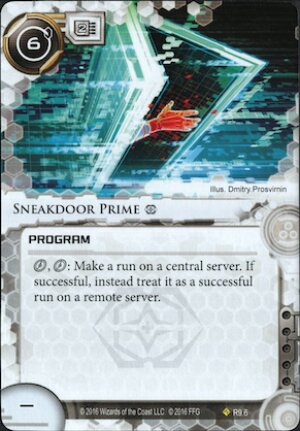 6
2
Illus. Dmitry Prosvirnin
SNEAKDOOR PRIME
PROGRAM
, : Make a run on a central server. If
successful, instead treat it as a successful
run on a remote server.
–
© 2016 Wizards of the Coast LLC © 2016 FFG R9.6